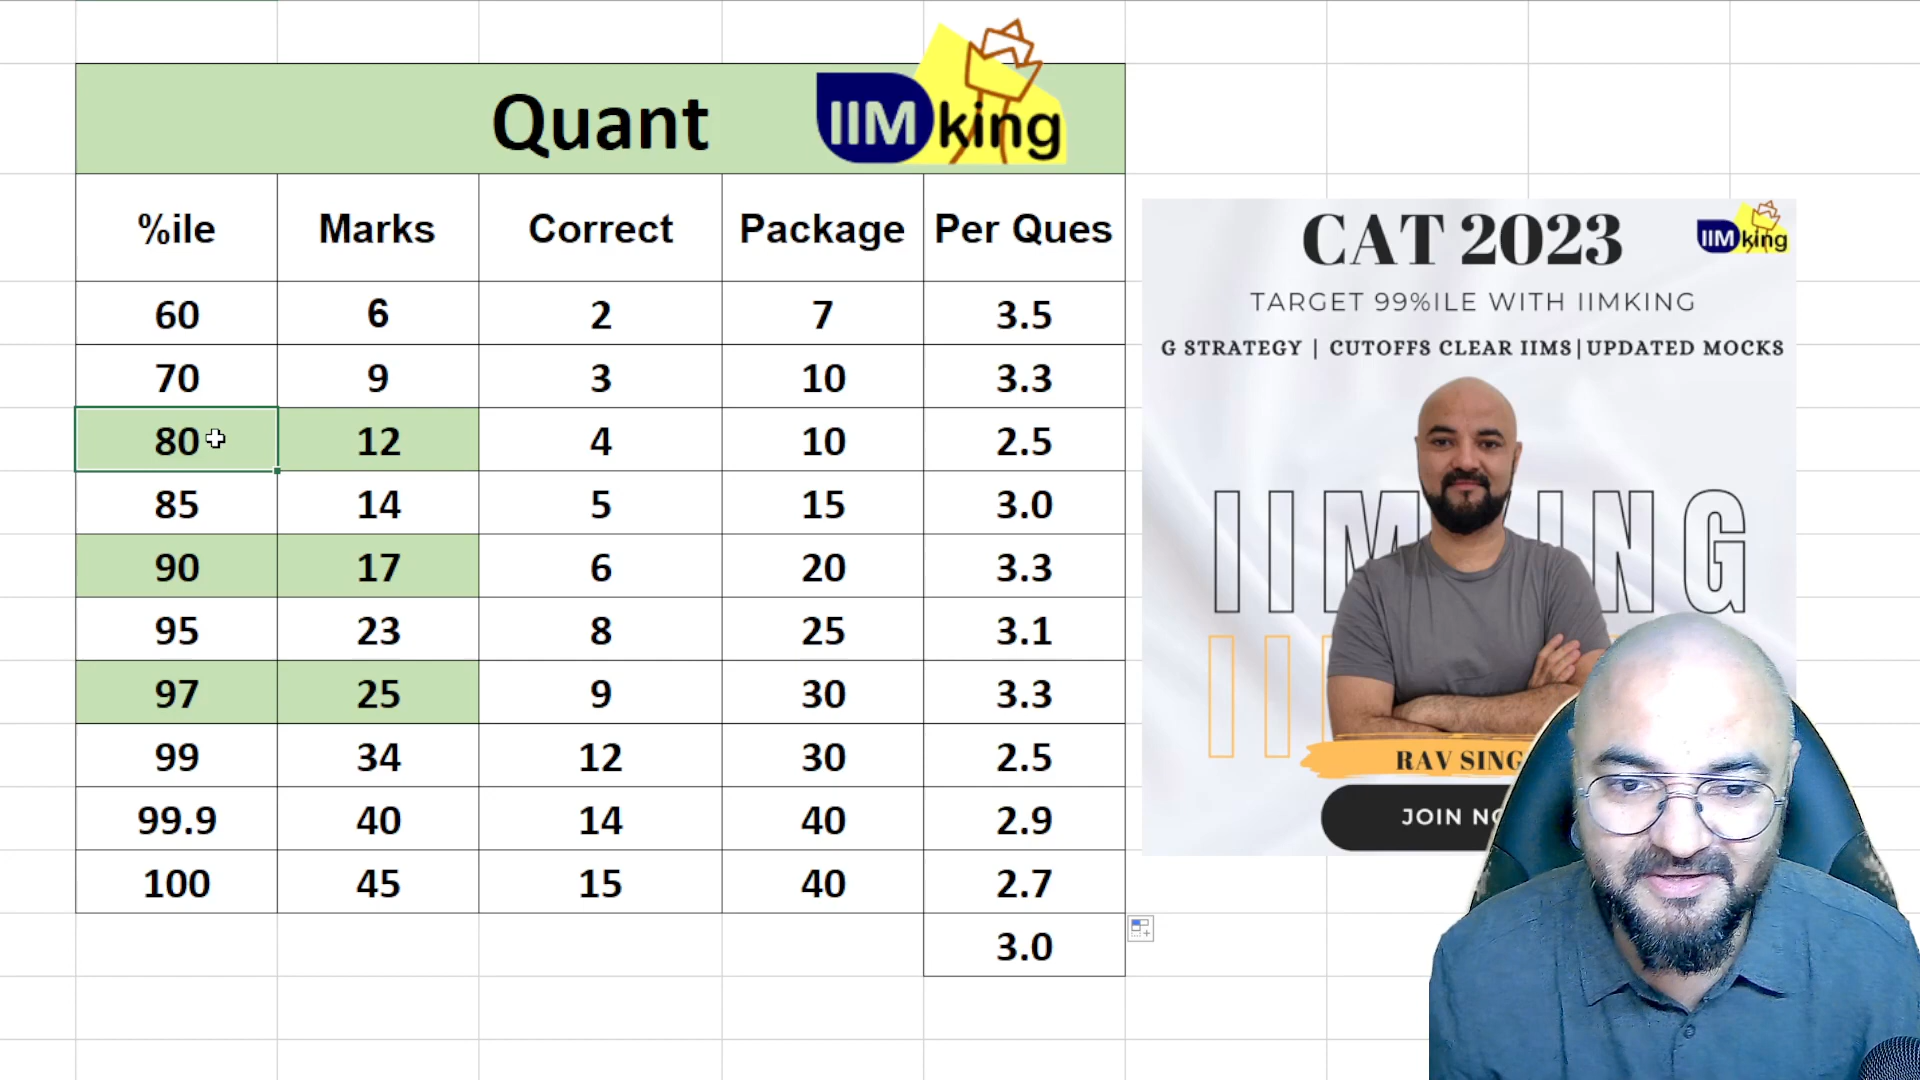 Quant
IIM king
%ile Marks Correct Package Per Ques
60 6 2 7 3.5
70 9 3 10 3.3
80 12 4 10 2.5
85 14 5 15 3.0
90 17 6 20 3.3
95 23 8 25 3.1
97 25 9 30 3.3
99 34 12 30 2.5
99.9 40 14 40 2.9
100 45 15 40 2.7
3.0
CAT 2023
IIM king
TARGET 99%ILE WITH IIMKING
G STRATEGY | CUTOFFS CLEAR IIMS|UPDATED MOCKS
RAV
JOIN